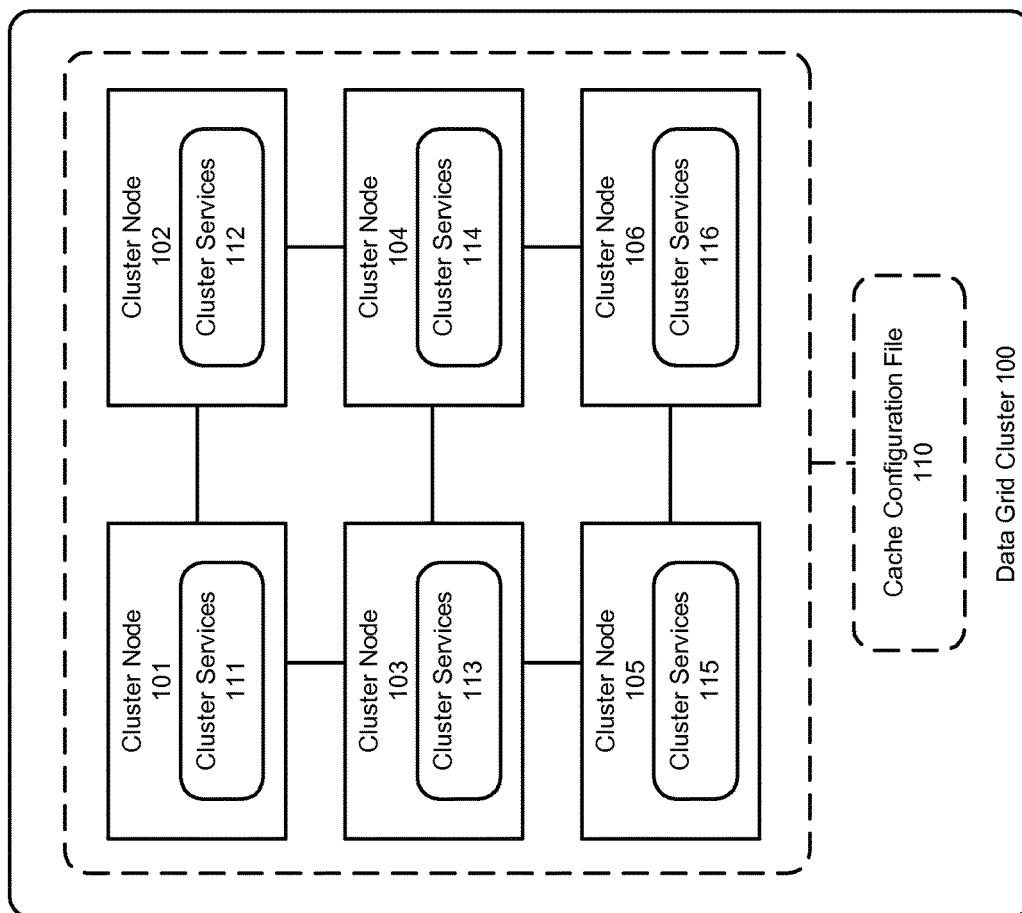 Cluster Node
101
Cluster Services
111
Cluster Node
102
Cluster Services
112
Cluster Node
103
Cluster Services
113
Cluster Node
104
Cluster Services
114
Cluster Node
105
Cluster Services
115
Cluster Node
106
Cluster Services
116
Cache Configuration File
110
Data Grid Cluster 100